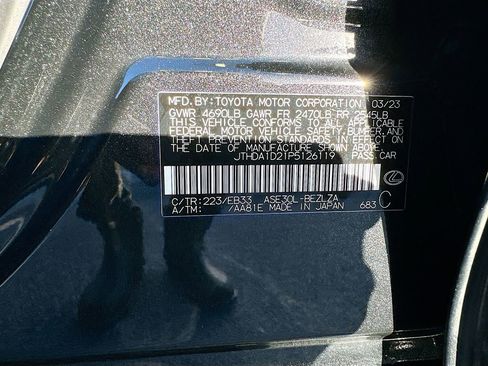 MFD. BY: TOYOTA MOTOR CORPORATION 03/23
GVWR 4690LB GAWR FR 2470LB RR 2545LB
THIS VEHICLE CONFORMS TO ALL APPLICABLE
FEDERAL MOTOR VEHICLE SAFETY, BUMPER, AND
THEFT PREVENTION STANDARDS IN EFFECT ON
THE DATE OF MANUFACTURE SHOWN ABOVE.
JTHDA1D21P5126119 PASS.CAR
C/TR: 223/EB33 ASE30L-BEZLZA
A/TM: /AA81E MADE IN JAPAN 683 C